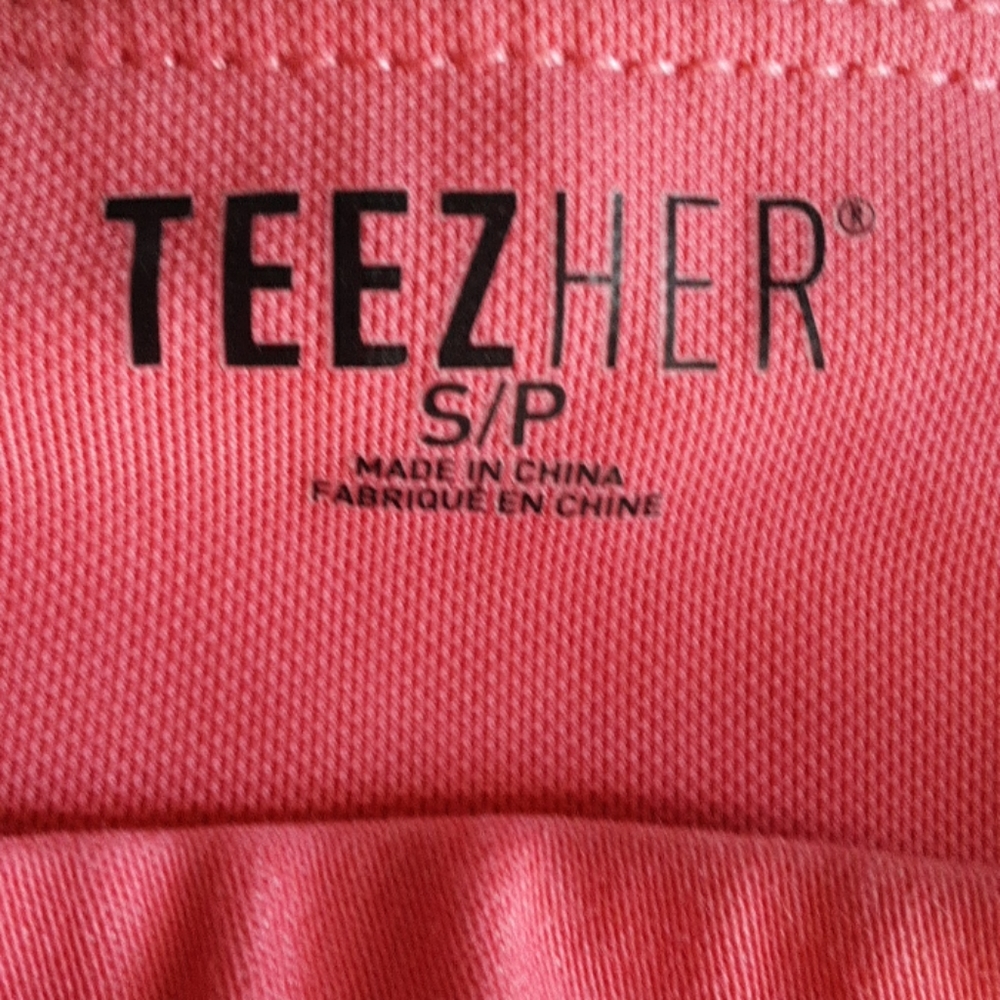 TEEZHER®
S/P
MADE IN CHINA
FABRIQUÉ EN CHINE